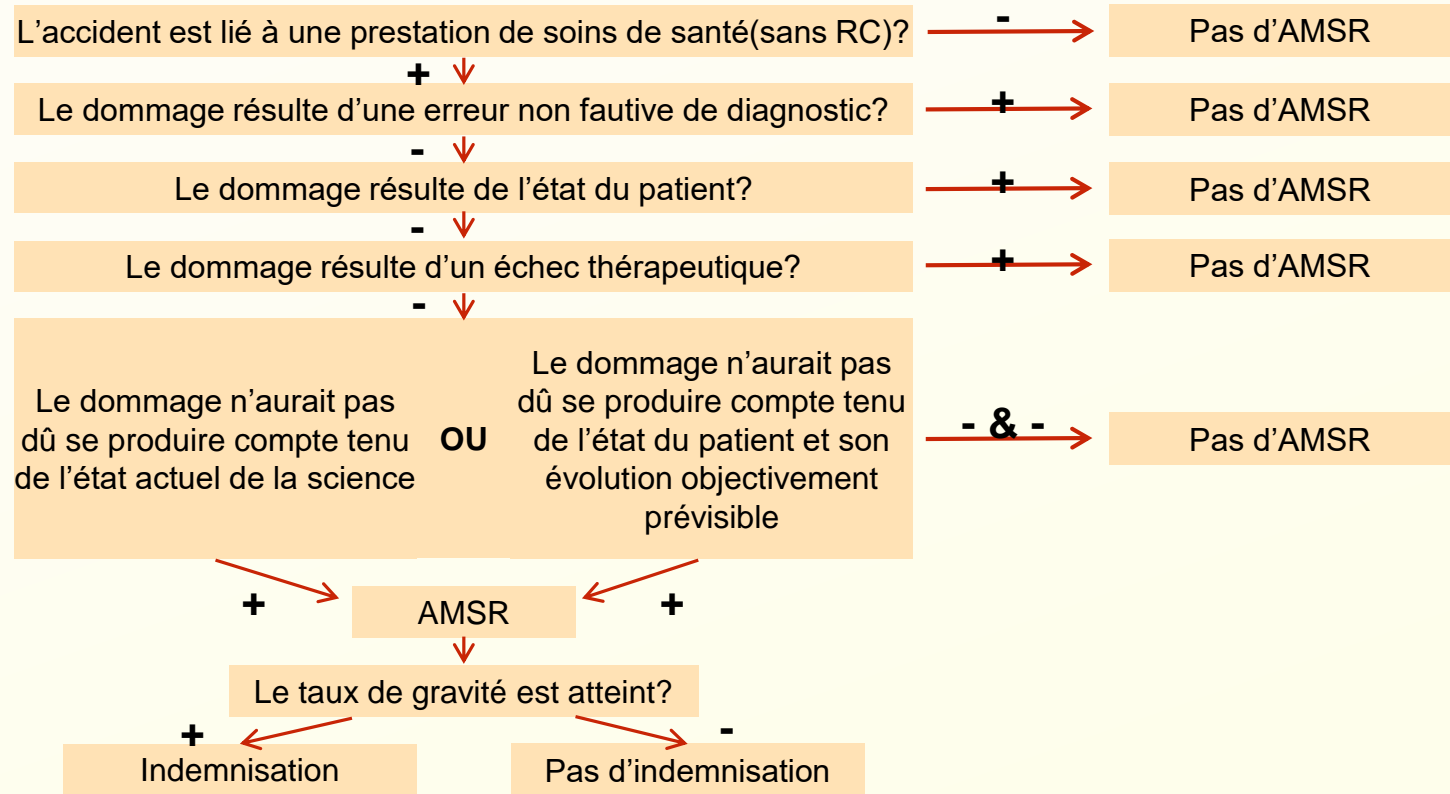 L'accident est lié à une prestation de soins de santé(sans RC)?
-
Pas d'AMSR
+
Le dommage résulte d'une erreur non fautive de diagnostic?
+
Pas d'AMSR
-
Le dommage résulte de l'état du patient?
+
Pas d'AMSR
-
Le dommage résulte d'un échec thérapeutique?
+
Pas d'AMSR
-
Le dommage n'aurait pas
dû se produire compte tenu
de l'état actuel de la science
OU
Le dommage n'aurait pas
dû se produire compte tenu
de l'état du patient et son
évolution objectivement
prévisible
- & -
Pas d'AMSR
+
AMSR
+
Le taux de gravité est atteint?
+
Indemnisation
-
Pas d'indemnisation